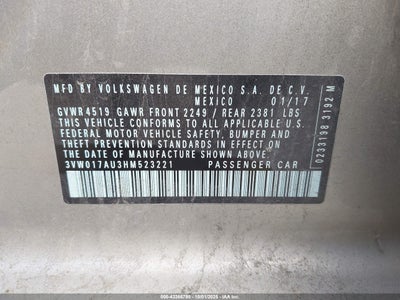 MFD BY VOLKSWAGEN DE MEXICO S.A. DE C.V.
MEXICO 01/17
GVWR4519 GAWR FRONT 2249 / REAR 2381 LBS
THIS VEHICLE CONFORMS TO ALL APPLICABLE
FEDERAL MOTOR VEHICLE SAFETY, BUMPER AND
THEFT PREVENTION STANDARDS IN EFFECT ON THE
DATE OF MANUFACTURE SHOWN ABOVE.
3VW017AU3HM523221 PASSENGER CAR
0233198 3192 M